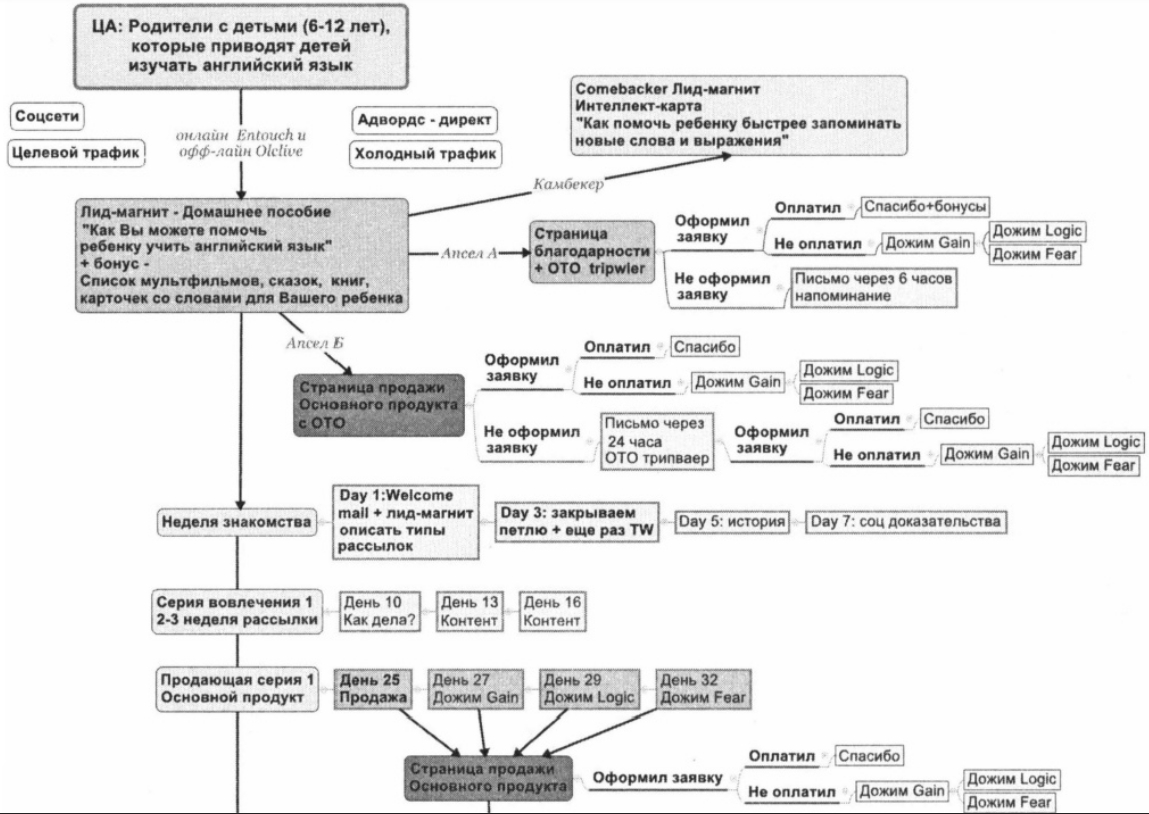 ЦА: Родители с детьми (6-12 лет),
которые приводят детей
изучать английский язык
Соцсети
Целевой трафик
онлайн Entouch и
офф-лайн Olclive
Адвордс - директ
Холодный трафик
Comebacker Лид-магнит
Интеллект-карта
"Как помочь ребенку быстрее запоминать
новые слова и выражения"
Камбекер
Лид-магнит - Домашнее пособие
"Как Вы можете помочь
ребенку учить английский язык"
+ бонус -
Список мультфильмов, сказок, книг,
карточек со словами для Вашего ребенка
Апсел А
Страница
благодарности
+ ОТО tripwier
Оформил
заявку
Оплатил
Спасибо+бонусы
Не оплатил
Дожим Gain
Дожим Logic
Дожим Fear
Не оформил
заявку
Письмо через 6 часов
напоминание
Апсел Б
Страница продажи
Основного продукта
с ОТО
Оформил
заявку
Оплатил
Спасибо
Не оплатил
Дожим Gain
Дожим Logic
Дожим Fear
Не оформил
заявку
Письмо через
24 часа
ОТО трипваер
Оформил
заявку
Оплатил
Спасибо
Не оплатил
Дожим Gain
Дожим Logic
Дожим Fear
Неделя знакомства
Day 1:Welcome
mail + лид-магнит
описать типы
рассылок
Day 3: закрываем
петлю + еще раз TW
Day 5: история
Day 7: соц доказательства
Серия вовлечения 1
2-3 неделя рассылки
День 10
Как дела?
День 13
Контент
День 16
Контент
Продающая серия 1
Основной продукт
День 25
Продажа
День 27
Дожим Gain
День 29
Дожим Logic
День 32
Дожим Fear
Страница продажи
Основного продукта
Оформил заявку
Оплатил
Спасибо
Не оплатил
Дожим Gain
Дожим Logic
Дожим Fear